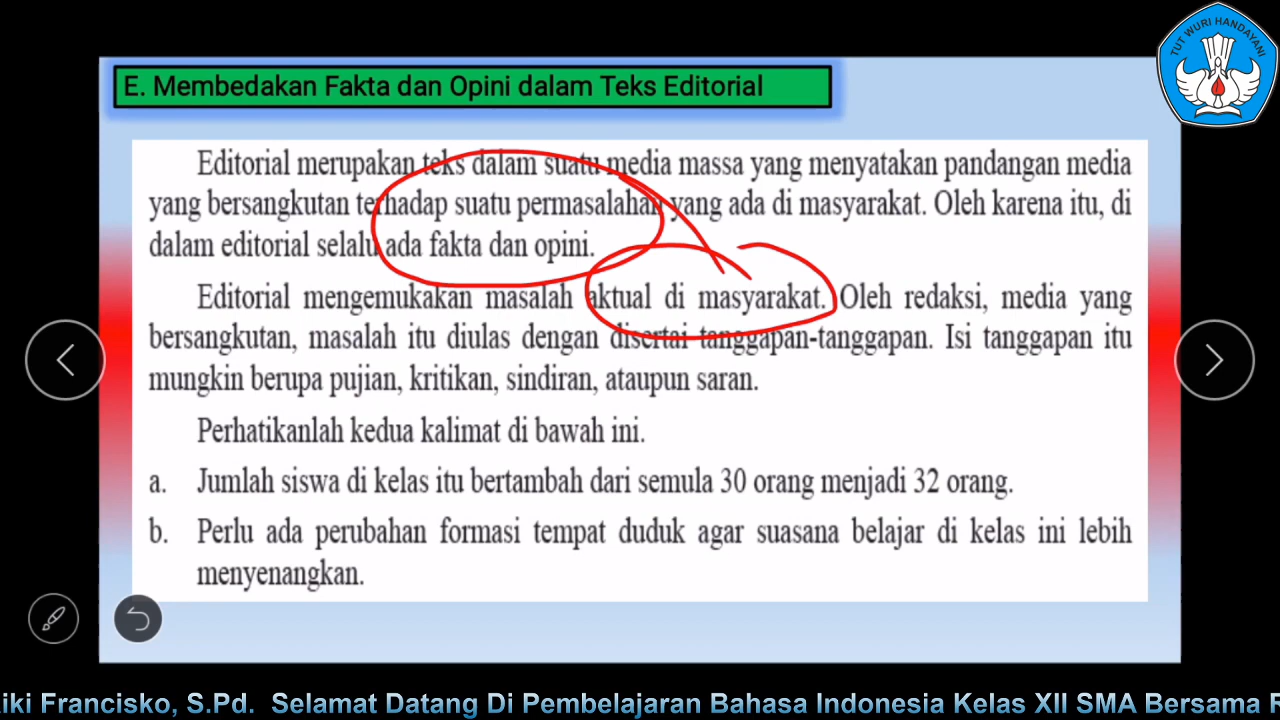 TUT WURI HANDAYANI
E. Membedakan Fakta dan Opini dalam Teks Editorial
Editorial merupakan teks dalam suatu media massa yang menyatakan pandangan media
yang bersangkutan terhadap suatu permasalahan yang ada di masyarakat. Oleh karena itu, di
dalam editorial selalu ada fakta dan opini.
Editorial mengemukakan masalah aktual di masyarakat. Oleh redaksi, media yang
bersangkutan, masalah itu diulas dengan disertai tanggapan-tanggapan. Isi tanggapan itu
mungkin berupa pujian, kritikan, sindiran, ataupun saran.
Perhatikanlah kedua kalimat di bawah ini.
a. Jumlah siswa di kelas itu bertambah dari semula 30 orang menjadi 32 orang.
b. Perlu ada perubahan formasi tempat duduk agar suasana belajar di kelas ini lebih
menyenangkan.
Francisko, S.Pd. Selamat Datang Di Pembelajaran Bahasa Indonesia Kelas XII SMA Bersama